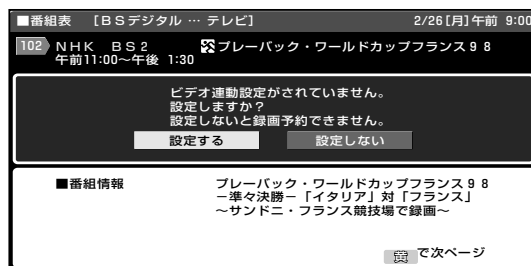 ■番組表 [BSデジタル … テレビ] 2/26[月]午前 9:00
102 NHK BS2 プレーバック・ワールドカップフランス98
午前11:00〜午後 1:30
ビデオ連動設定がされていません。
設定しますか？
設定しないと録画予約できません。
設定する 設定しない
■番組情報 プレーバック・ワールドカップフランス98
−準々決勝−「イタリア」対「フランス」
〜サンドニ・フランス競技場で録画〜
黄 で次ページ